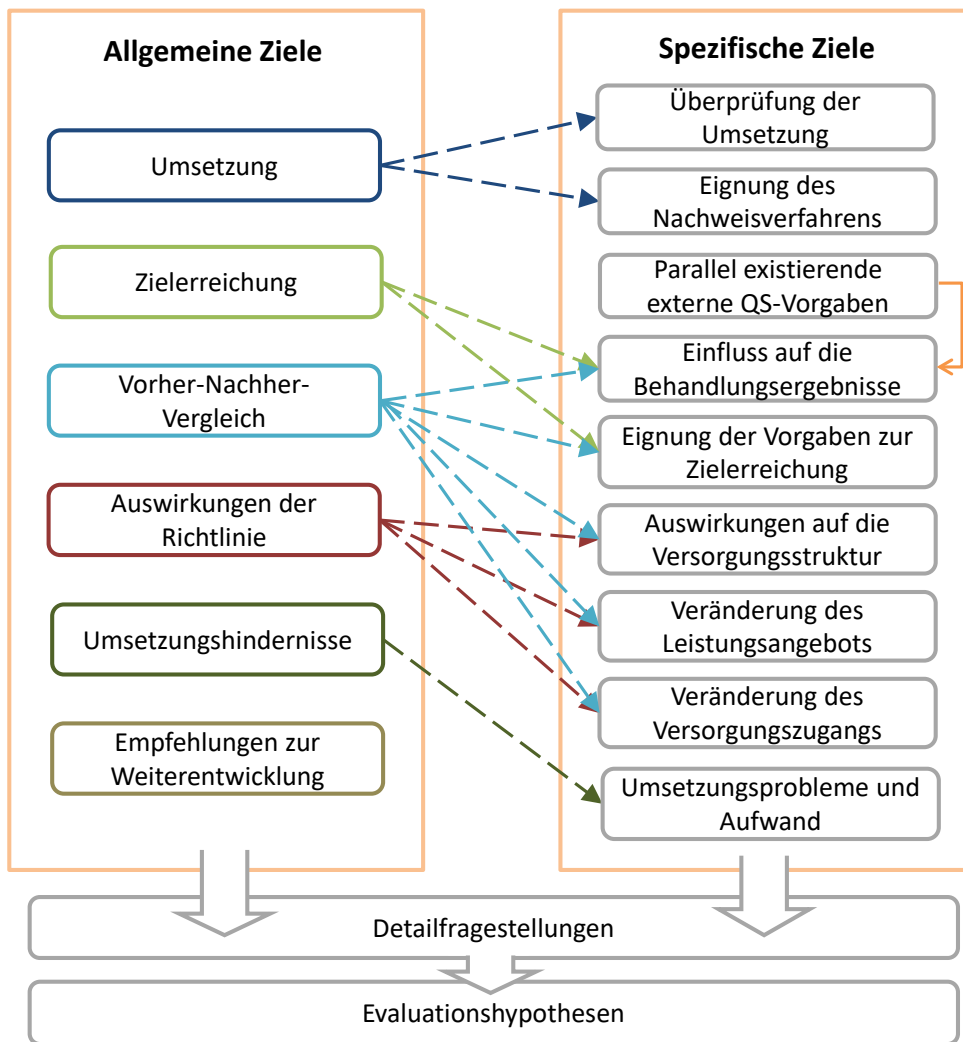 Allgemeine Ziele
Umsetzung
Zielerreichung
Vorher-Nachher-
Vergleich
Auswirkungen der
Richtlinie
Umsetzungshindernisse
Empfehlungen zur
Weiterentwicklung
Spezifische Ziele
Überprüfung der
Umsetzung
Eignung des
Nachweisverfahrens
Parallel existierende
externe QS-Vorgaben
Einfluss auf die
Behandlungsergebnisse
Eignung der Vorgaben zur
Zielerreichung
Auswirkungen auf die
Versorgungsstruktur
Veränderung des
Leistungsangebots
Veränderung des
Versorgungszugangs
Umsetzungsprobleme und
Aufwand
Detailfragestellungen
Evaluationshypothesen